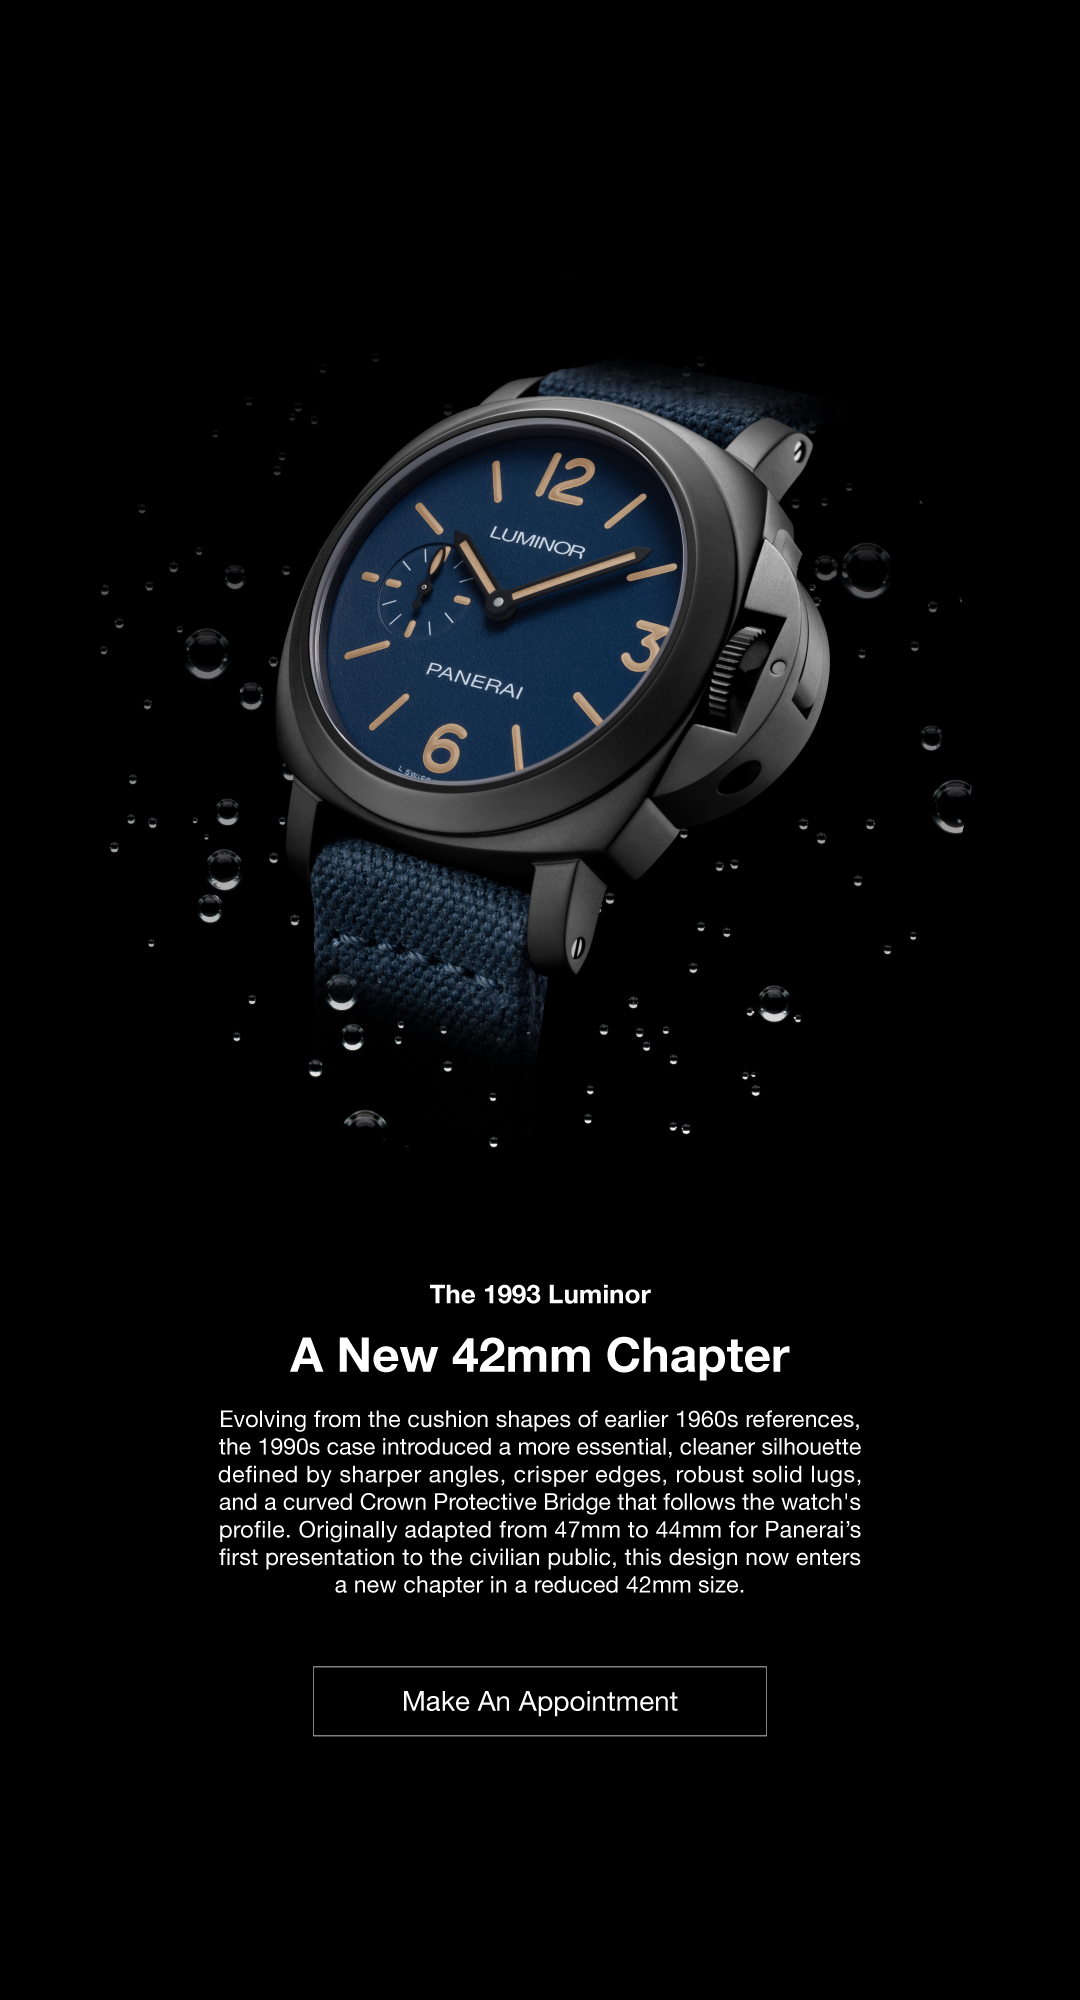 12
LUMINOR
3
PANERAI
6
The 1993 Luminor
A New 42mm Chapter
Evolving from the cushion shapes of earlier 1960s references,
the 1990s case introduced a more essential, cleaner silhouette
defined by sharper angles, crisper edges, robust solid lugs,
and a curved Crown Protective Bridge that follows the watch's
profile. Originally adapted from 47mm to 44mm for Panerai’s
first presentation to the civilian public, this design now enters
a new chapter in a reduced 42mm size.
Make An Appointment